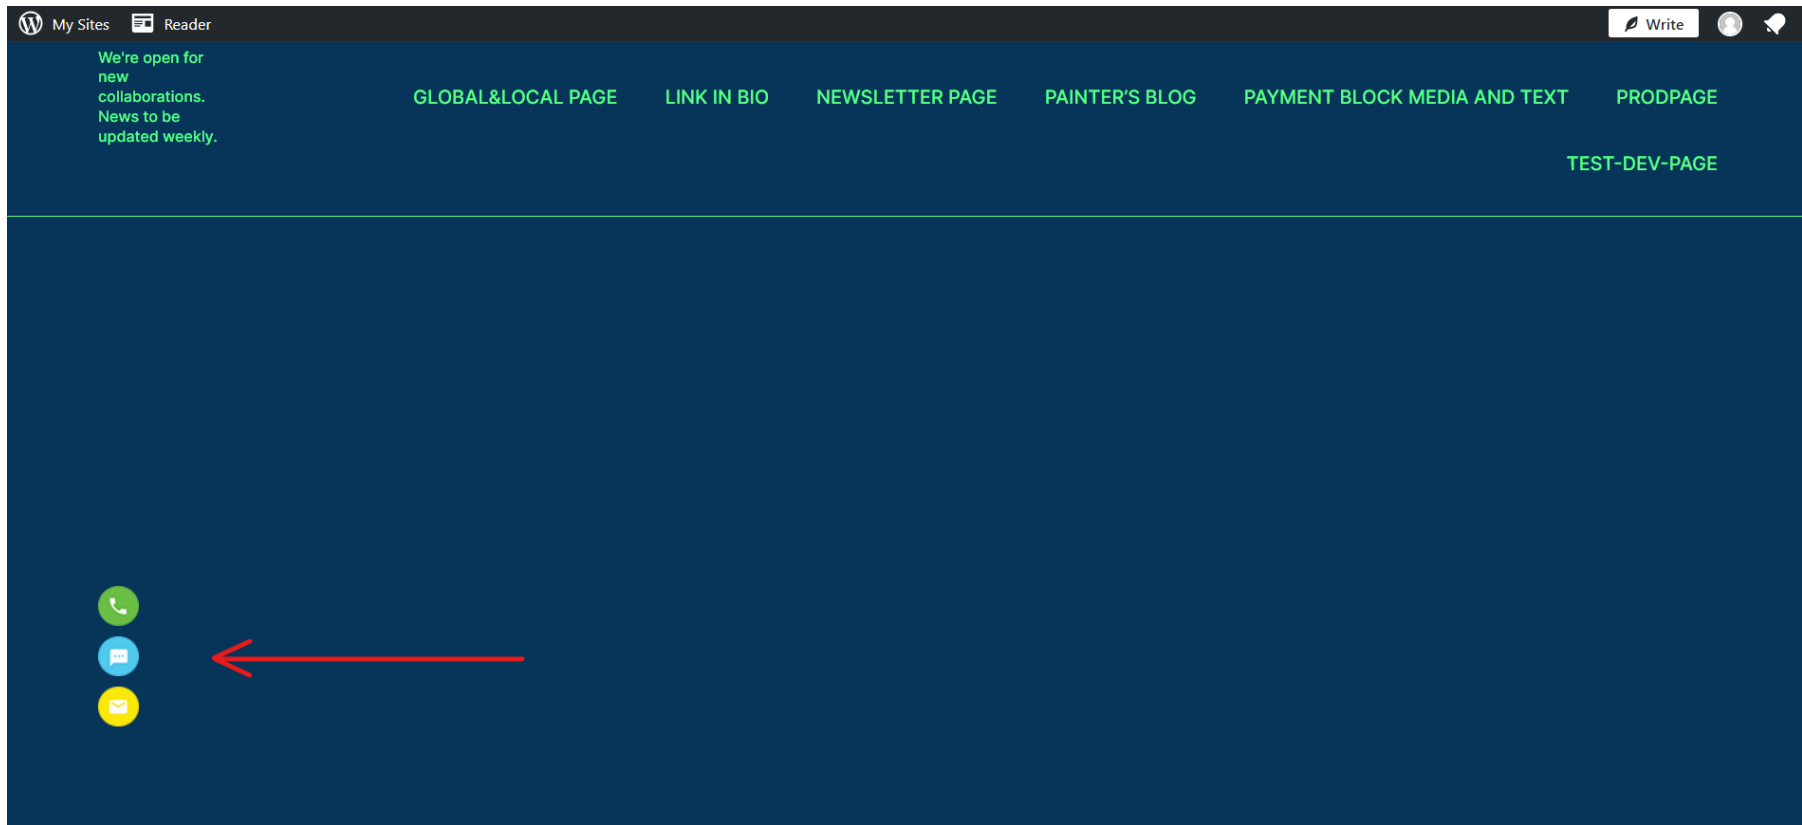 My Sites
Reader
Write
We're open for
new
collaborations.
News to be
updated weekly.
GLOBAL&LOCAL PAGE
LINK IN BIO
NEWSLETTER PAGE
PAINTER’S BLOG
PAYMENT BLOCK MEDIA AND TEXT
PRODPAGE
TEST-DEV-PAGE